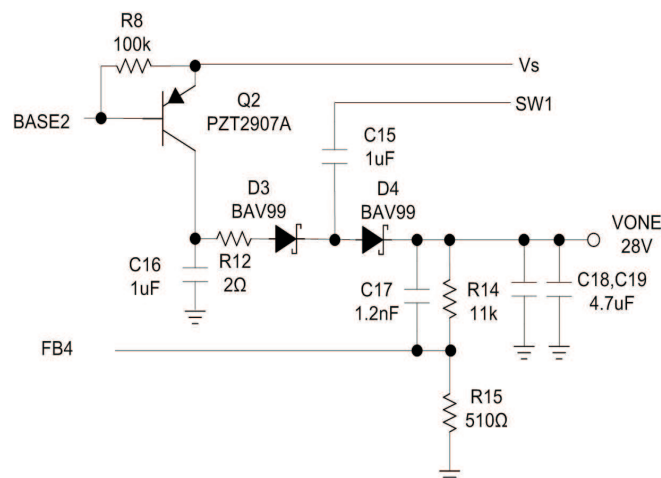 R8
100k
Vs
Q2
PZT2907A
SW1
BASE2
C15
1uF
D3
BAV99
D4
BAV99
VONE
28V
C16
1uF
R12
2Ω
C17
1.2nF
R14
11k
C18,C19
4.7uF
FB4
R15
510Ω